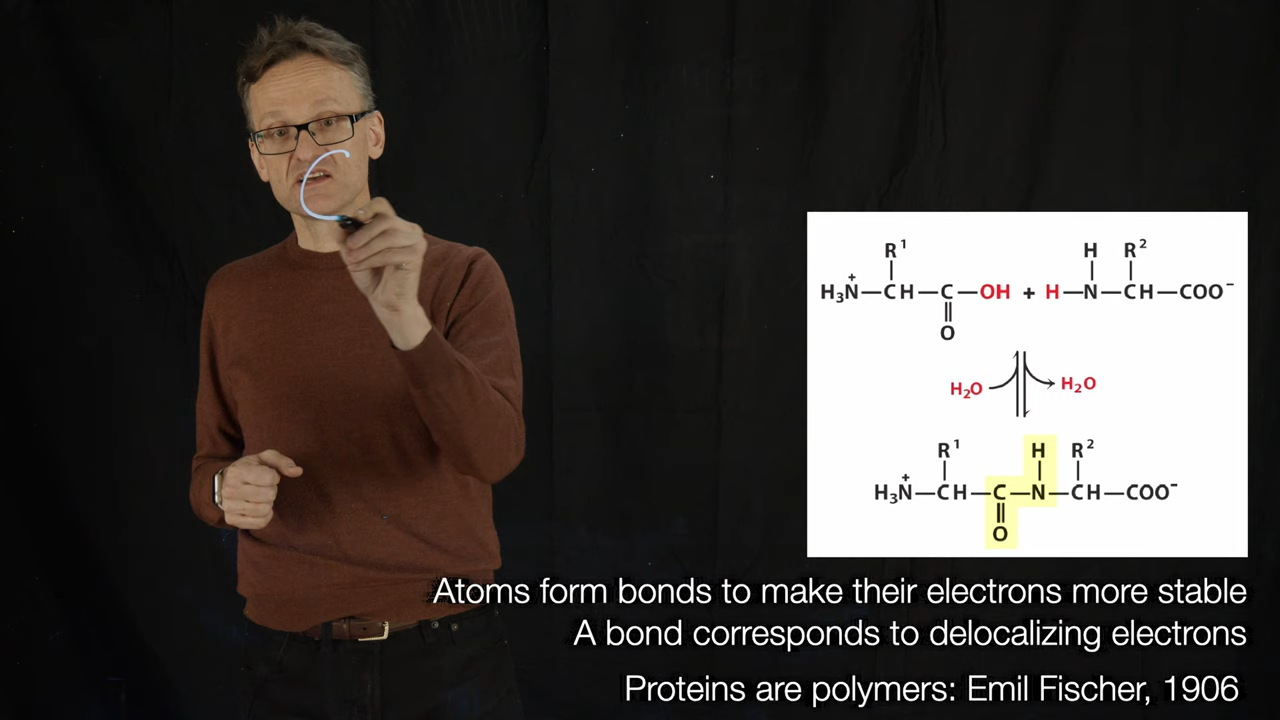 R¹
H R²
H₃N⁺—CH—C—OH + H—N—CH—COO⁻
O
H₂O H₂O
R¹ H R²
H₃N⁺—CH—C—N—CH—COO⁻
O
Atoms form bonds to make their electrons more stable
A bond corresponds to delocalizing electrons
Proteins are polymers: Emil Fischer, 1906
C